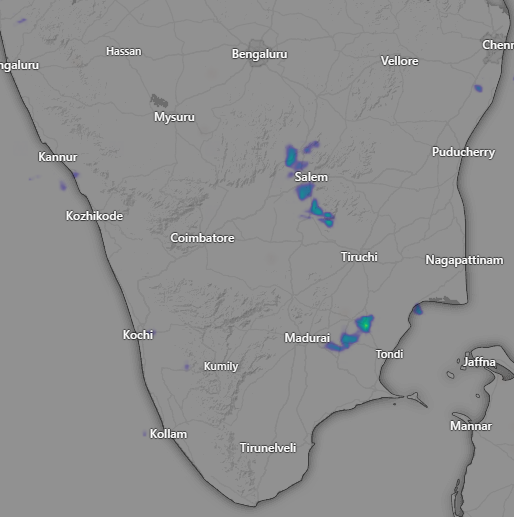 Hassan
Bengaluru
Chenn
ngaluru
Vellore
Mysuru
Kannur
Puducherry
Salem
Kozhikode
Coimbatore
Tiruchi
Nagapattinam
Kochi
Madurai
Tondi
Kumily
Jaffna
Mannar
Kollam
Tirunelveli